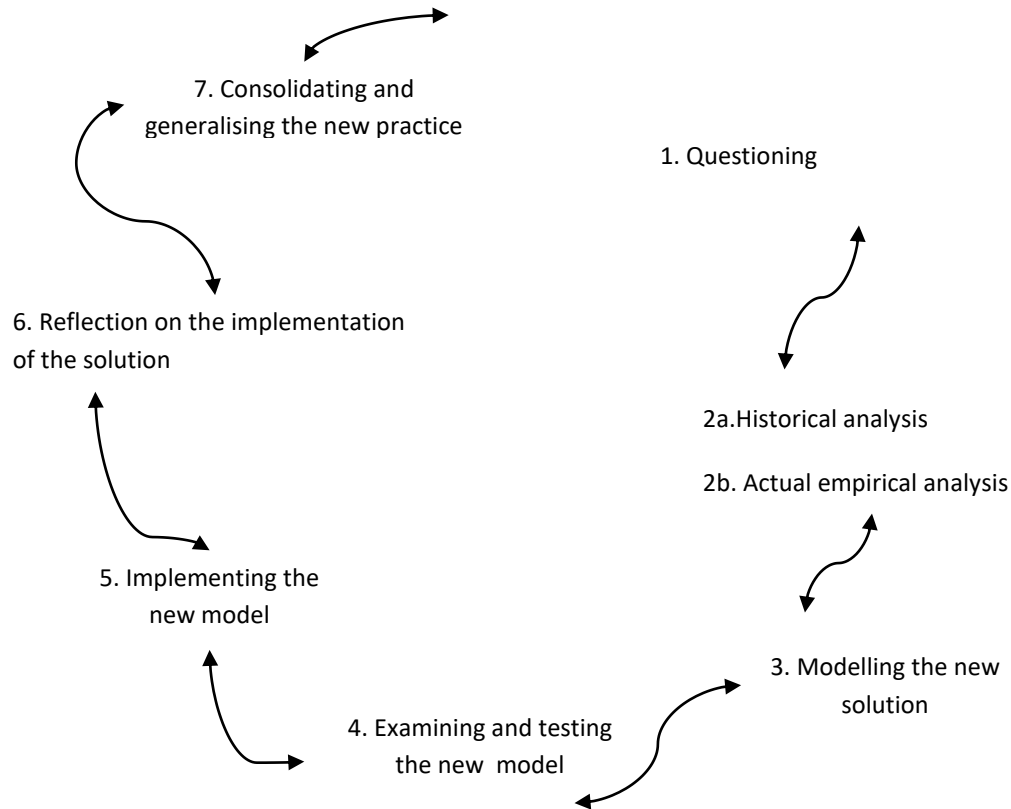 7. Consolidating and
generalising the new practice
1. Questioning
6. Reflection on the implementation
of the solution
2a.Historical analysis
2b. Actual empirical analysis
5. Implementing the
new model
3. Modelling the new
solution
4. Examining and testing
the new  model